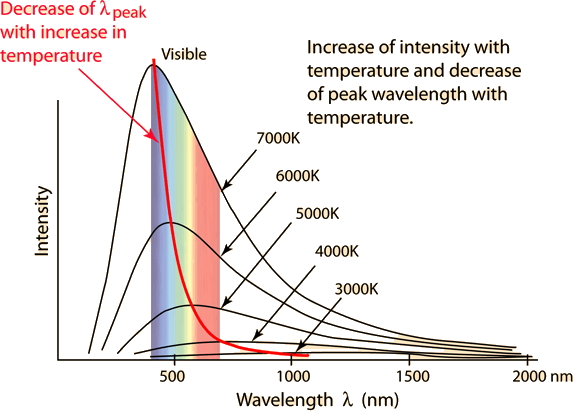 Decrease of λpeak
with increase in
temperature
Visible
Increase of intensity with
temperature and decrease
of peak wavelength with
temperature.
7000K
6000K
5000K
4000K
3000K
Intensity
500
1000
1500
2000 nm
Wavelength λ (nm)